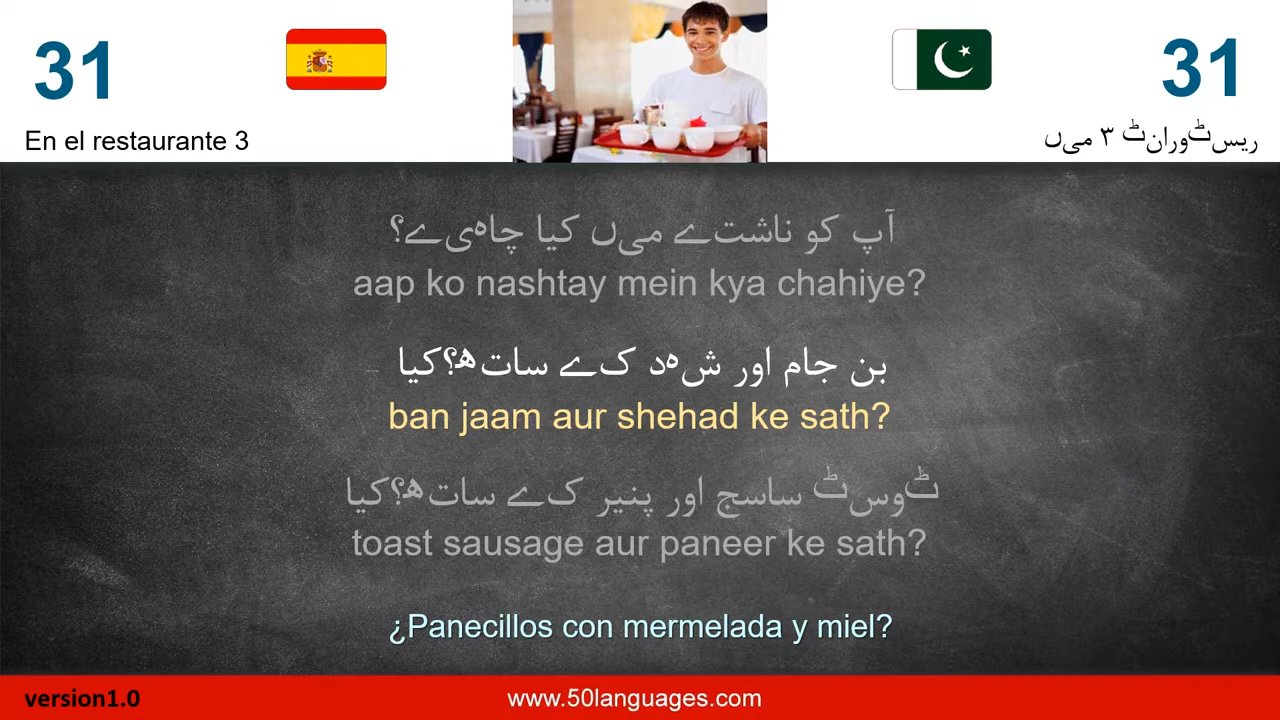 31
31
En el restaurante 3
ریسٹورانٹ ۳ میں
آپ کو ناشتے میں کیا چاہیے؟
aap ko nashtay mein kya chahiye?
بن جام اور شہد کے ساتھ؟کیا
ban jaam aur shehad ke sath?
ٹوسٹ ساسج اور پنیر کے ساتھ؟کیا
toast sausage aur paneer ke sath?
¿Panecillos con mermelada y miel?
version1.0
www.50languages.com